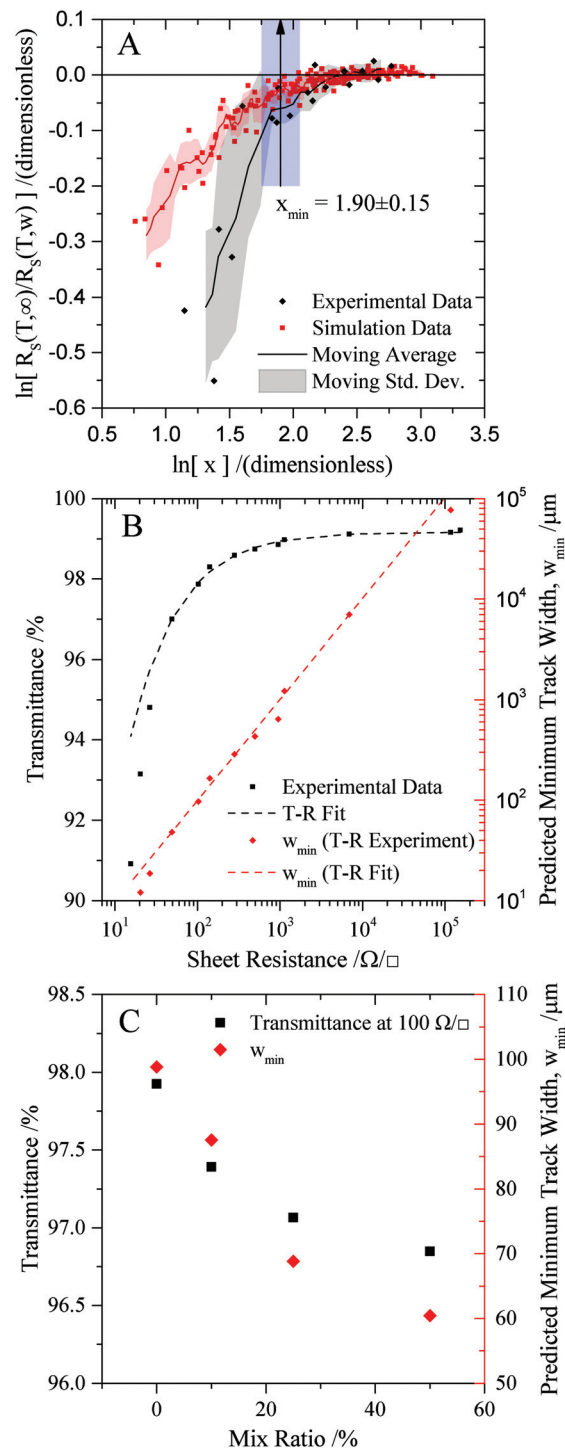 A
0.1
0.0
-0.1
-0.2
-0.3
-0.4
-0.5
-0.6
ln[ R_S(T,∞)/R_S(T,w) ] /(dimensionless)
x_min = 1.90±0.15
Experimental Data
Simulation Data
Moving Average
Moving Std. Dev.
0.5 1.0 1.5 2.0 2.5 3.0 3.5
ln[ x ] /(dimensionless)
B
100
98
96
94
92
91
90
Transmittance /%
10^5
10^4
10^3
10^2
10^1
Predicted Minimum Track Width, w_min /µm
Experimental Data
T-R Fit
w_min (T-R Experiment)
w_min (T-R Fit)
10^1 10^2 10^3 10^4 10^5
Sheet Resistance /Ω/□
C
98.5
98.0
97.5
97.0
96.5
96.0
Transmittance /%
110
100
90
80
70
60
50
Predicted Minimum Track Width, w_min /µm
Transmittance at 100 Ω/□
w_min
0 20 40 60
Mix Ratio /%